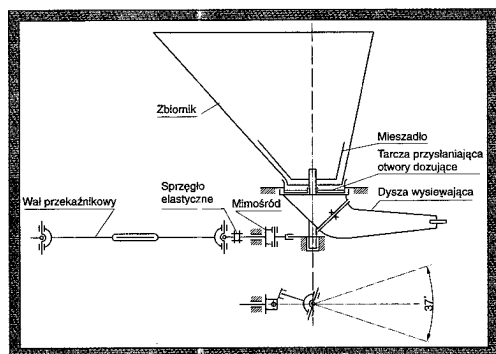 Zbiornik
Mieszadło
Tarcza przysłaniająca
otwory dozujące
Dysza wysiewająca
Sprzęgło
elastyczne
Mimośród
Wał przekaźnikowy
37°